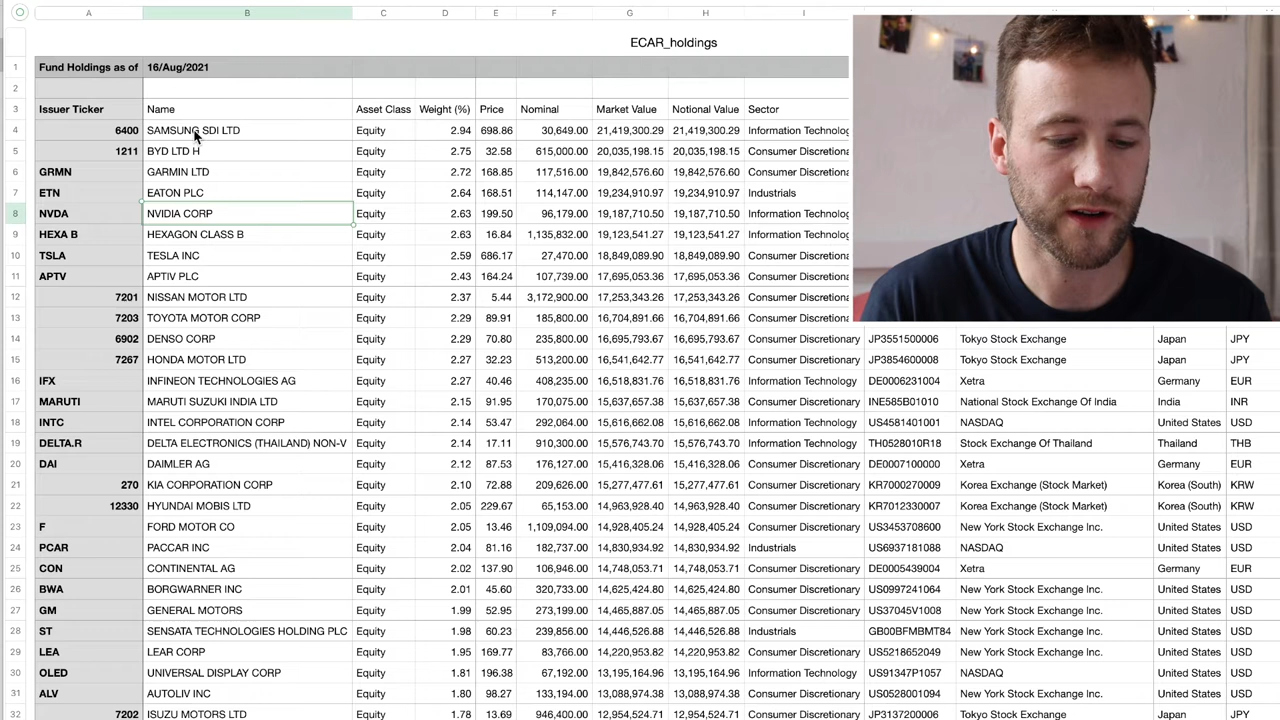 A B C D E F G H I
ECAR_holdings
1 Fund Holdings as of 16/Aug/2021
2
3 Issuer Ticker Name Asset Class Weight (%) Price Nominal Market Value Notional Value Sector
4 6400 SAMSUNG SDI LTD Equity 2.94 698.86 30,649.00 21,419,300.29 21,419,300.29 Information Technolog
5 1211 BYD LTD H Equity 2.75 32.58 615,000.00 20,035,198.15 20,035,198.15 Consumer Discretiona
6 GRMN GARMIN LTD Equity 2.72 168.85 117,516.00 19,842,576.60 19,842,576.60 Consumer Discretiona
7 ETN EATON PLC Equity 2.64 168.51 114,147.00 19,234,910.97 19,234,910.97 Industrials
8 NVDA NVIDIA CORP Equity 2.63 199.50 96,179.00 19,187,710.50 19,187,710.50 Information Technolog
9 HEXA B HEXAGON CLASS B Equity 2.63 16.84 1,135,832.00 19,123,541.27 19,123,541.27 Information Technolog
10 TSLA TESLA INC Equity 2.59 686.17 27,470.00 18,849,089.90 18,849,089.90 Consumer Discretiona
11 APTV APTIV PLC Equity 2.43 164.24 107,739.00 17,695,053.36 17,695,053.36 Consumer Discretiona
12 7201 NISSAN MOTOR LTD Equity 2.37 5.44 3,172,900.00 17,253,343.26 17,253,343.26 Consumer Discretiona
13 7203 TOYOTA MOTOR CORP Equity 2.29 89.91 185,800.00 16,704,891.66 16,704,891.66 Consumer Discretiona
14 6902 DENSO CORP Equity 2.29 70.80 235,800.00 16,695,793.67 16,695,793.67 Consumer Discretionary JP3551500006 Tokyo Stock Exchange Japan JPY
15 7267 HONDA MOTOR LTD Equity 2.27 32.23 513,200.00 16,541,642.77 16,541,642.77 Consumer Discretionary JP3854600008 Tokyo Stock Exchange Japan JPY
16 IFX INFINEON TECHNOLOGIES AG Equity 2.27 40.46 408,235.00 16,518,831.76 16,518,831.76 Information Technology DE0006231004 Xetra Germany EUR
17 MARUTI MARUTI SUZUKI INDIA LTD Equity 2.15 91.95 170,075.00 15,637,657.38 15,637,657.38 Consumer Discretionary INE585B01010 National Stock Exchange Of India India INR
18 INTC INTEL CORPORATION CORP Equity 2.14 53.47 292,064.00 15,616,662.08 15,616,662.08 Information Technology US4581401001 NASDAQ United States USD
19 DELTA.R DELTA ELECTRONICS (THAILAND) NON-V Equity 2.14 17.11 910,300.00 15,576,743.70 15,576,743.70 Information Technology TH0528010R18 Stock Exchange Of Thailand Thailand THB
20 DAI DAIMLER AG Equity 2.12 87.53 176,127.00 15,416,328.06 15,416,328.06 Consumer Discretionary DE0007100000 Xetra Germany EUR
21 270 KIA CORPORATION CORP Equity 2.10 72.88 209,626.00 15,277,477.61 15,277,477.61 Consumer Discretionary KR7000270009 Korea Exchange (Stock Market) Korea (South) KRW
22 12330 HYUNDAI MOBIS LTD Equity 2.05 229.67 65,153.00 14,963,928.40 14,963,928.40 Consumer Discretionary KR7012330007 Korea Exchange (Stock Market) Korea (South) KRW
23 F FORD MOTOR CO Equity 2.05 13.46 1,109,094.00 14,928,405.24 14,928,405.24 Consumer Discretionary US3453708600 New York Stock Exchange Inc. United States USD
24 PCAR PACCAR INC Equity 2.04 81.16 182,737.00 14,830,934.92 14,830,934.92 Industrials US6937181088 NASDAQ United States USD
25 CON CONTINENTAL AG Equity 2.02 137.90 106,946.00 14,748,053.71 14,748,053.71 Consumer Discretionary DE0005439004 Xetra Germany EUR
26 BWA BORGWARNER INC Equity 2.01 45.60 320,733.00 14,625,424.80 14,625,424.80 Consumer Discretionary US0997241064 New York Stock Exchange Inc. United States USD
27 GM GENERAL MOTORS Equity 1.99 52.95 273,199.00 14,465,887.05 14,465,887.05 Consumer Discretionary US37045V1008 New York Stock Exchange Inc. United States USD
28 ST SENSATA TECHNOLOGIES HOLDING PLC Equity 1.98 60.23 239,856.00 14,446,526.88 14,446,526.88 Industrials GB00BFMBMT84 New York Stock Exchange Inc. United States USD
29 LEA LEAR CORP Equity 1.95 169.77 83,766.00 14,220,953.82 14,220,953.82 Consumer Discretionary US5218652049 New York Stock Exchange Inc. United States USD
30 OLED UNIVERSAL DISPLAY CORP Equity 1.81 196.38 67,192.00 13,195,164.96 13,195,164.96 Information Technology US91347P1057 NASDAQ United States USD
31 ALV AUTOLIV INC Equity 1.80 98.27 133,194.00 13,088,974.38 13,088,974.38 Consumer Discretionary US0528001094 New York Stock Exchange Inc. United States USD
32 7202 ISUZU MOTORS LTD Equity 1.78 13.69 946,400.00 12,954,524.71 12,954,524.71 Consumer Discretionary JP3137200006 Tokyo Stock Exchange Japan JPY